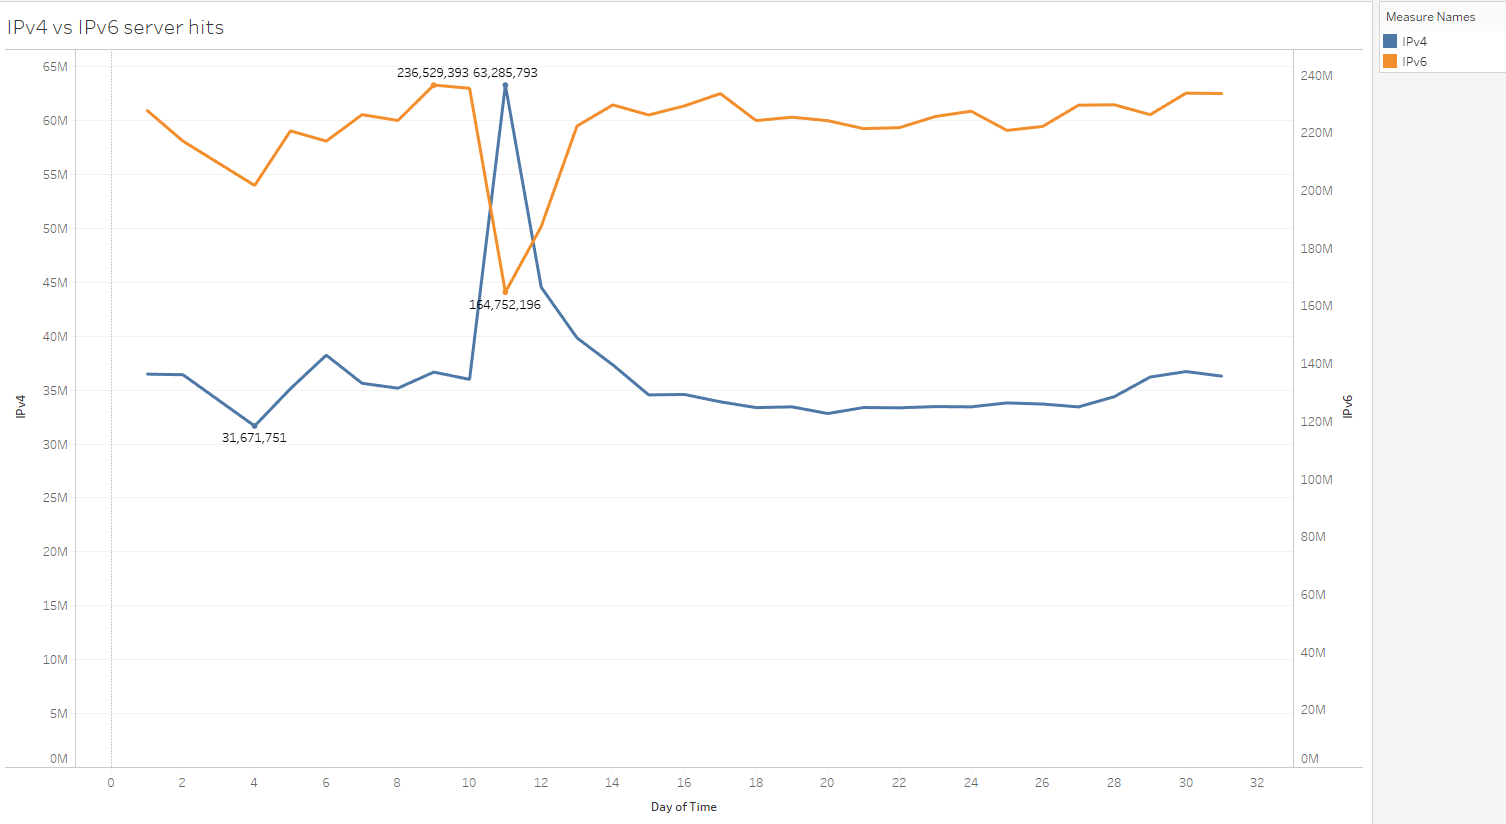 IPv4 vs IPv6 server hits
Measure Names
IPv4
IPv6
236,529,393 63,285,793
164,752,196
31,671,751
65M
60M
55M
50M
45M
40M
35M
30M
25M
20M
15M
10M
5M
0M
IPv4
240M
220M
200M
180M
160M
140M
120M
100M
80M
60M
40M
20M
0M
IPv6
0 2 4 6 8 10 12 14 16 18 20 22 24 26 28 30 32
Day of Time